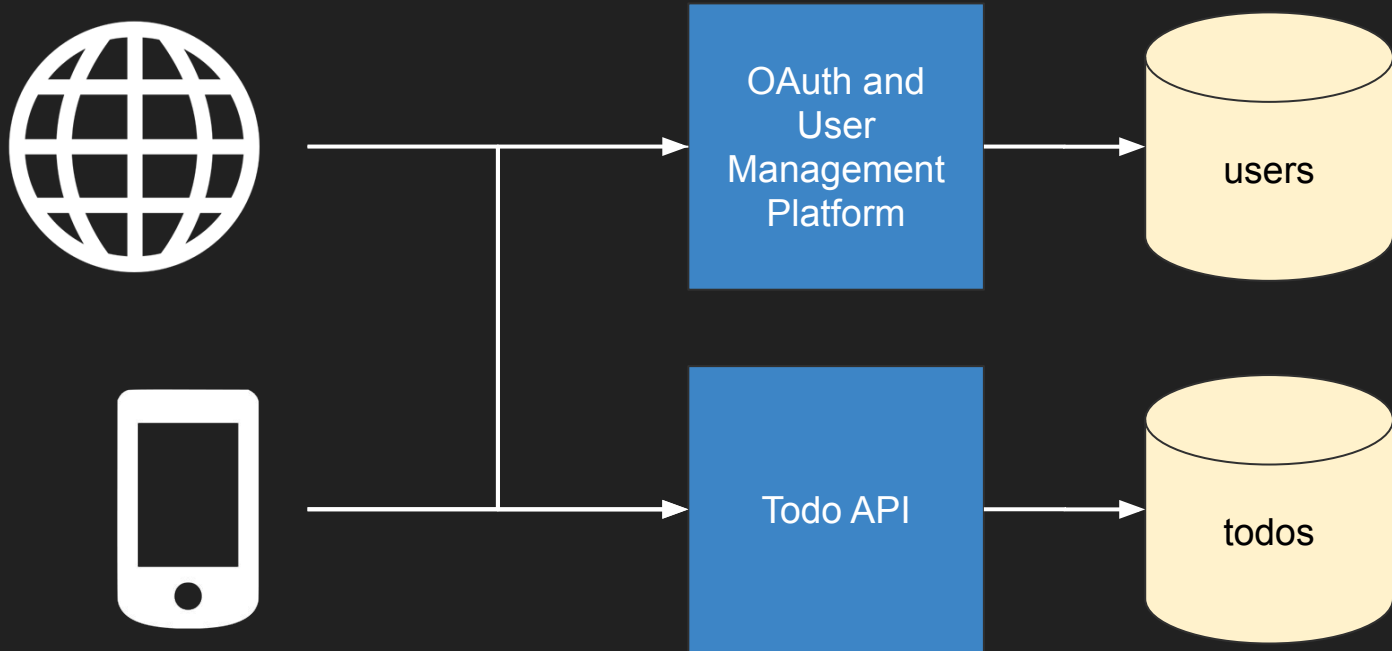 OAuth and
User
Management
Platform
users
Todo API
todos